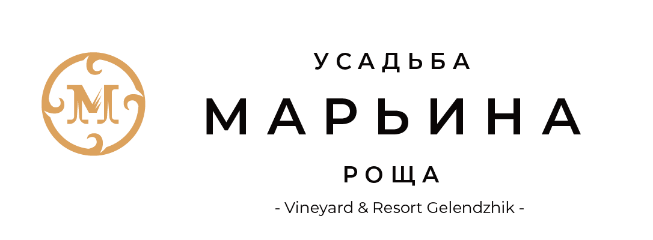 М
УСАДЬБА
МАРЬИНА
РОЩА
- Vineyard & Resort Gelendzhik -